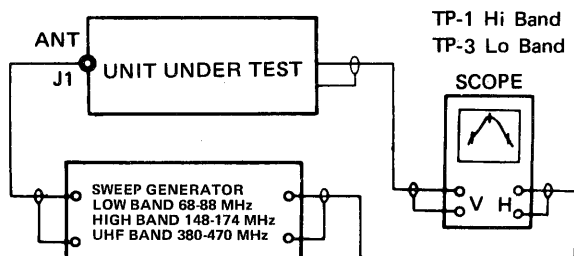 TP-1 Hi Band
TP-3 Lo Band
ANT
J1
UNIT UNDER TEST
SCOPE
V H
SWEEP GENERATOR
LOW BAND 68-88 MHz
HIGH BAND 148-174 MHz
UHF BAND 380-470 MHz